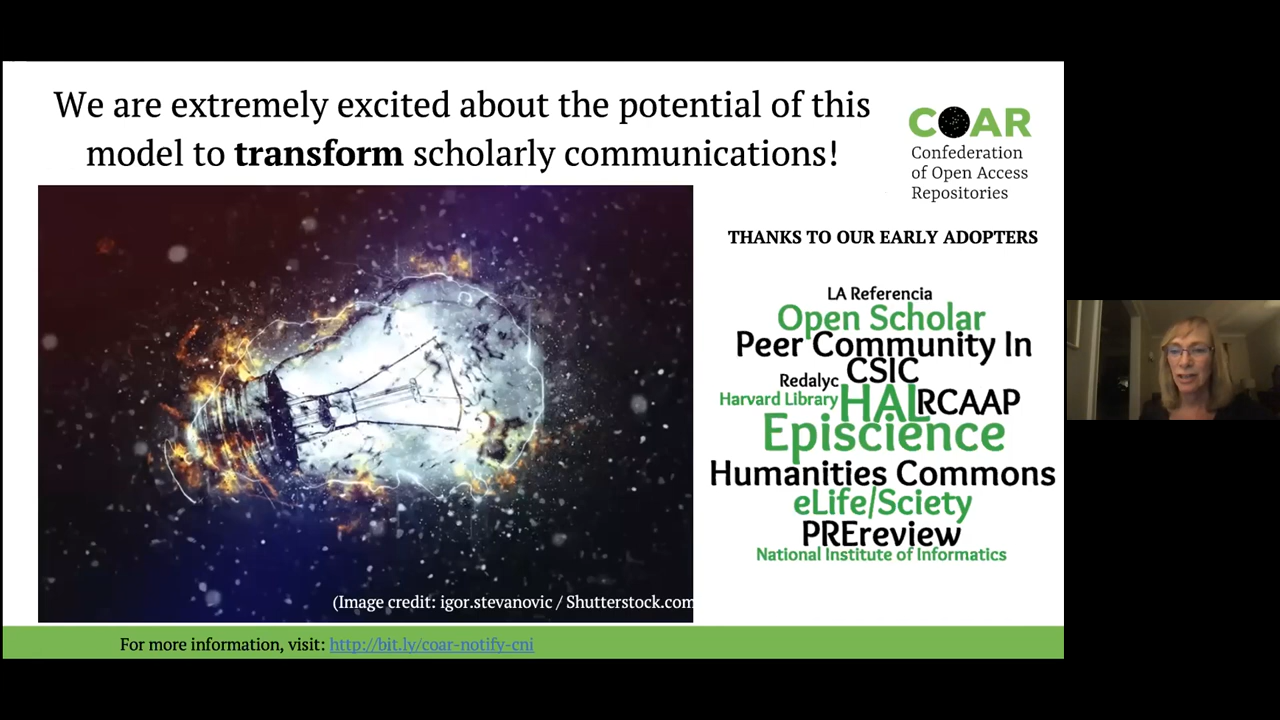 We are extremely excited about the potential of this
model to transform scholarly communications!
COAR
Confederation
of Open Access
Repositories
THANKS TO OUR EARLY ADOPTERS
LA Referencia
Open Scholar
Peer Community In
CSIC
Redalyc
Harvard Library
HAL
RCAAP
Episcience
Humanities Commons
eLife/Sciety
PREreview
National Institute of Informatics
(Image credit: igor.stevanovic / Shutterstock.com
For more information, visit: http://bit.ly/coar-notify-cni